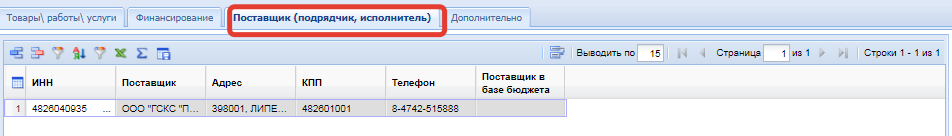 Товары\ работы\ услуги Финансирование Поставщик (подрядчик, исполнитель) Дополнительно
Выводить по 15 Страница 1 из 1 Строки 1 - 1 из 1
ИНН Поставщик Адрес КПП Телефон Поставщик в
базе бюджета
1 4826040935 ... ООО "ГСКС "П... 398001, ЛИПЕ... 482601001 8-4742-515888